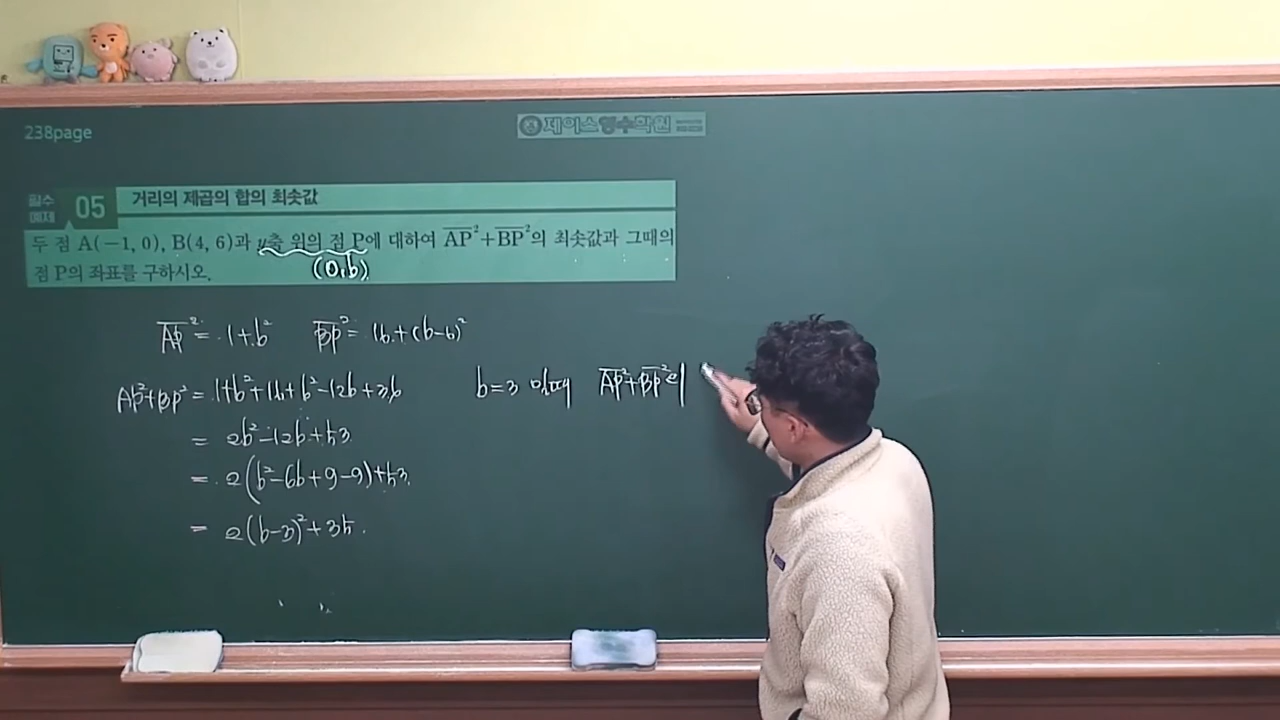 238page
제이스영수학원
필수 예제 05 거리의 제곱의 합의 최솟값
두 점 A(−1, 0), B(4, 6)과 y축 위의 점 P에 대하여 AP²+BP²의 최솟값과 그때의
점 P의 좌표를 구하시오.
(0,b)
AP² = 1+b² BP² = 16+(b-6)²
AP²+BP² = 1+b²+16+b²-12b+36
b=3 일때 AP²+BP²의
= 2b²-12b+53
= 2(b²-6b+9-9)+53
= 2(b-3)²+35